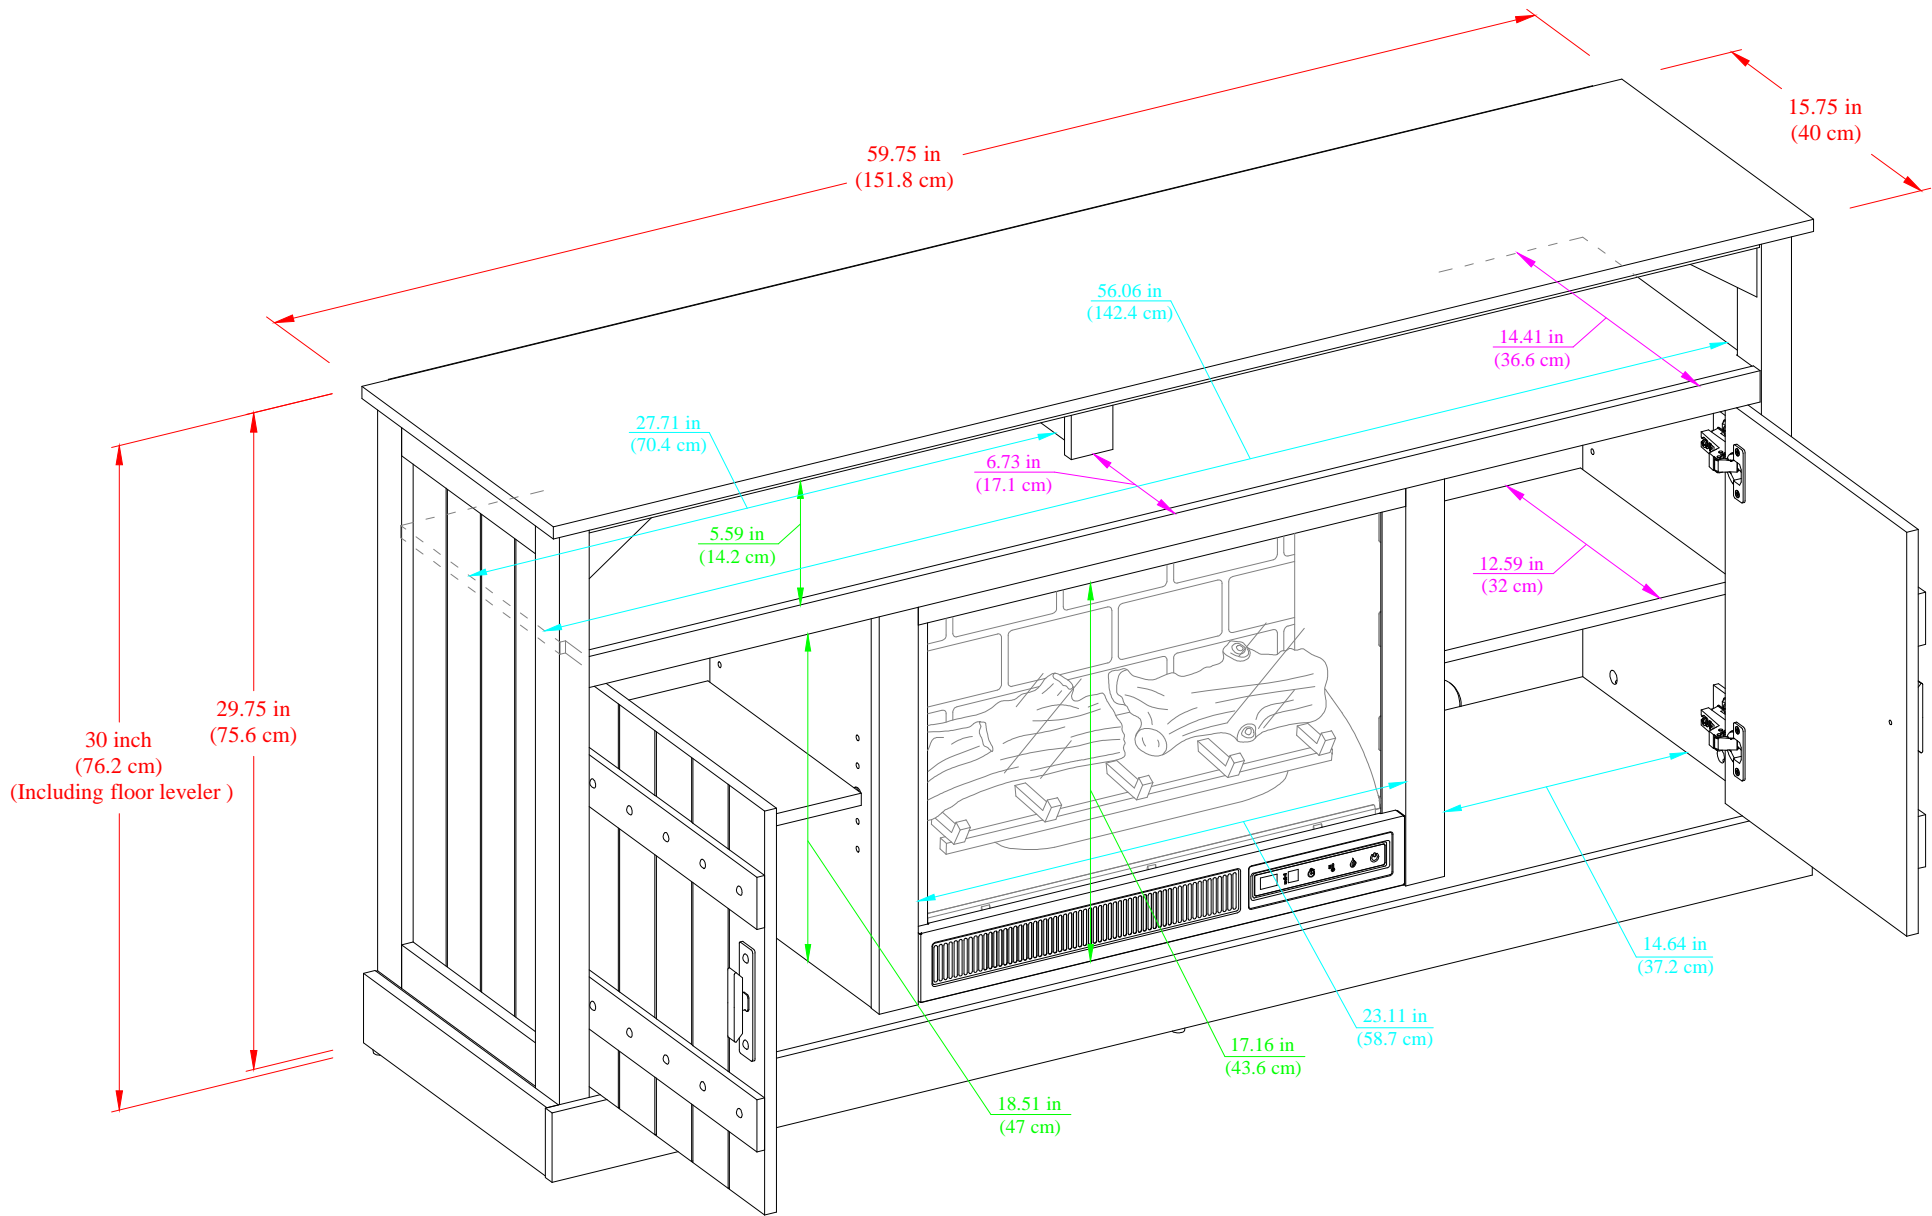 59.75 in
(151.8 cm)
15.75 in
(40 cm)
56.06 in
(142.4 cm)
14.41 in
(36.6 cm)
27.71 in
(70.4 cm)
6.73 in
(17.1 cm)
5.59 in
(14.2 cm)
12.59 in
(32 cm)
29.75 in
(75.6 cm)
30 inch
(76.2 cm)
(Including floor leveler )
14.64 in
(37.2 cm)
23.11 in
(58.7 cm)
17.16 in
(43.6 cm)
18.51 in
(47 cm)